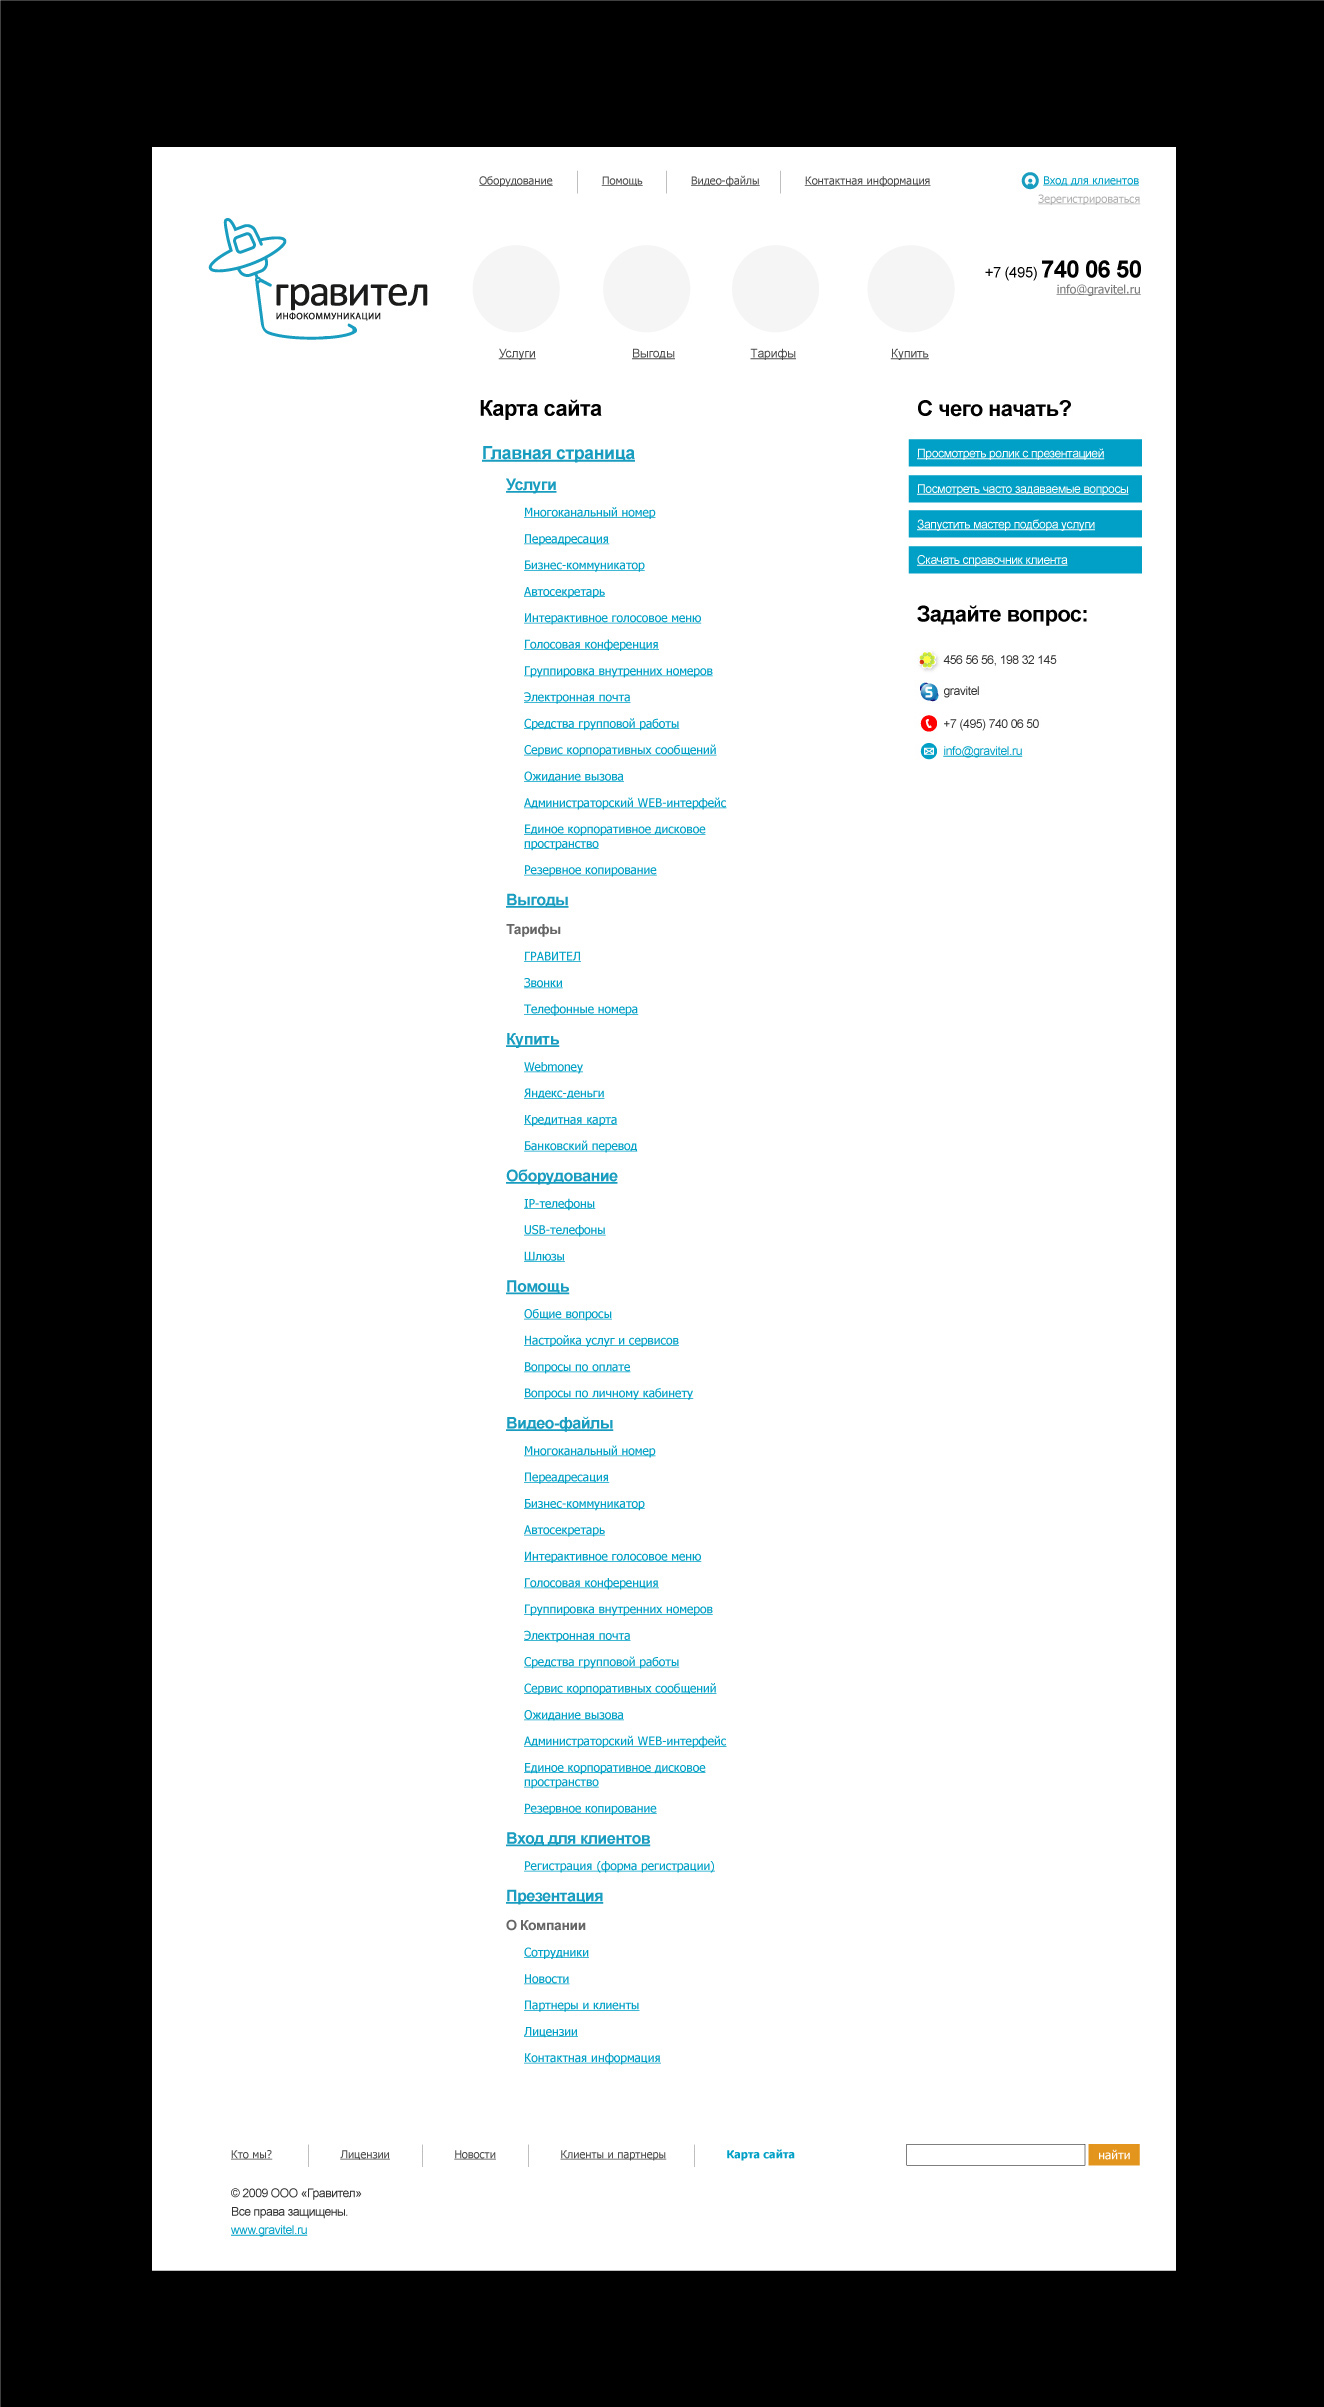 Оборудование
Помощь
Видео-файлы
Контактная информация
Вход для клиентов
Зерегистрироваться
гравител
ИНФОКОММУНИКАЦИИ
+7 (495) 740 06 50
info@gravitel.ru
Услуги
Выгоды
Тарифы
Купить
Карта сайта
Главная страница
Услуги
Многоканальный номер
Переадресация
Бизнес-коммуникатор
Автосекретарь
Интерактивное голосовое меню
Голосовая конференция
Группировка внутренних номеров
Электронная почта
Средства групповой работы
Сервис корпоративных сообщений
Ожидание вызова
Администраторский WEB-интерфейс
Единое корпоративное дисковое
пространство
Резервное копирование
Выгоды
Тарифы
ГРАВИТЕЛ
Звонки
Телефонные номера
Купить
Webmoney
Яндекс-деньги
Кредитная карта
Банковский перевод
Оборудование
IP-телефоны
USB-телефоны
Шлюзы
Помощь
Общие вопросы
Настройка услуг и сервисов
Вопросы по оплате
Вопросы по личному кабинету
Видео-файлы
Многоканальный номер
Переадресация
Бизнес-коммуникатор
Автосекретарь
Интерактивное голосовое меню
Голосовая конференция
Группировка внутренних номеров
Электронная почта
Средства групповой работы
Сервис корпоративных сообщений
Ожидание вызова
Администраторский WEB-интерфейс
Единое корпоративное дисковое
пространство
Резервное копирование
Вход для клиентов
Регистрация (форма регистрации)
Презентация
О Компании
Сотрудники
Новости
Партнеры и клиенты
Лицензии
Контактная информация
С чего начать?
Просмотреть ролик с презентацией
Посмотреть часто задаваемые вопросы
Запустить мастер подбора услуги
Скачать справочник клиента
Задайте вопрос:
456 56 56, 198 32 145
gravitel
+7 (495) 740 06 50
info@gravitel.ru
Кто мы?
Лицензии
Новости
Клиенты и партнеры
Карта сайта
найти
© 2009 ООО «Гравител»
Все права защищены.
www.gravitel.ru